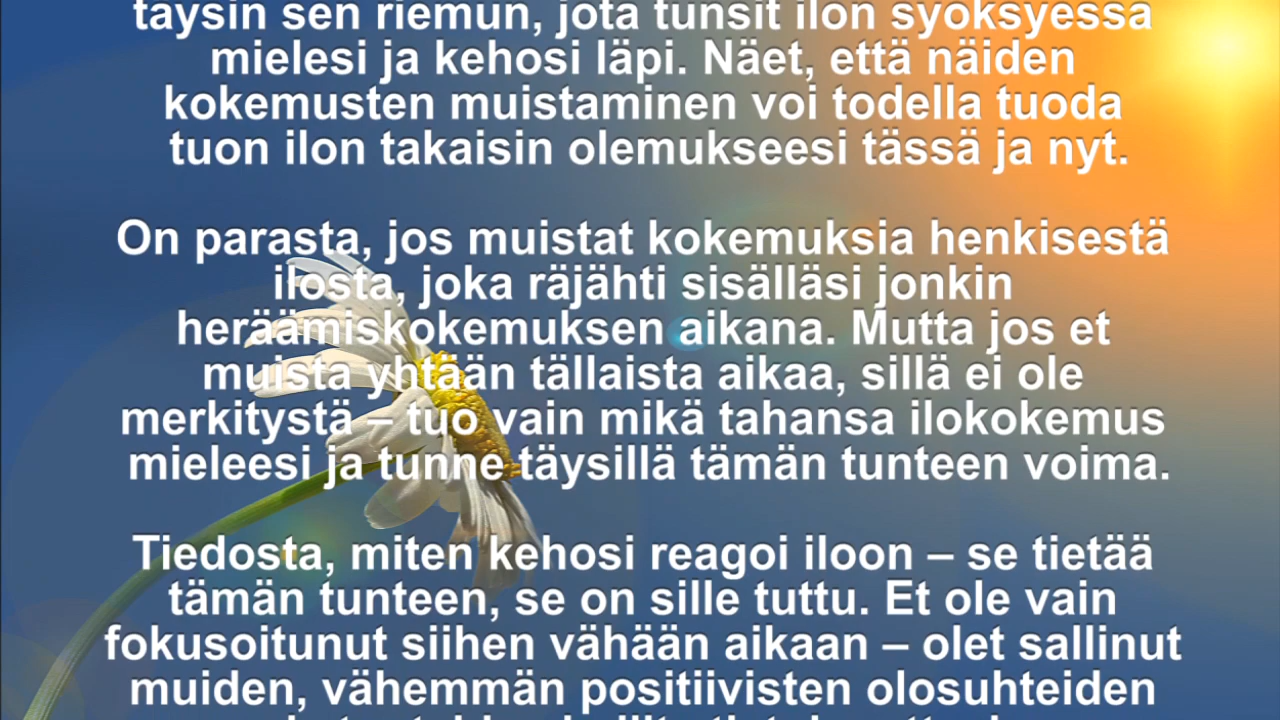 täysin sen riemun, jota tunsit ilon syöksyessä
mielesi ja kehosi läpi. Näet, että näiden
kokemusten muistaminen voi todella tuoda
tuon ilon takaisin olemukseesi tässä ja nyt.
On parasta, jos muistat kokemuksia henkisestä
ilosta, joka räjähti sisälläsi jonkin
heräämiskokemuksen aikana. Mutta jos et
muista yhtään tällaista aikaa, sillä ei ole
merkitystä – tuo vain mikä tahansa ilokokemus
mieleesi ja tunne täysillä tämän tunteen voima.
Tiedosta, miten kehosi reagoi iloon – se tietää
tämän tunteen, se on sille tuttu. Et ole vain
fokusoitunut siihen vähään aikaan – olet sallinut
muiden, vähemmän positiivisten olosuhteiden